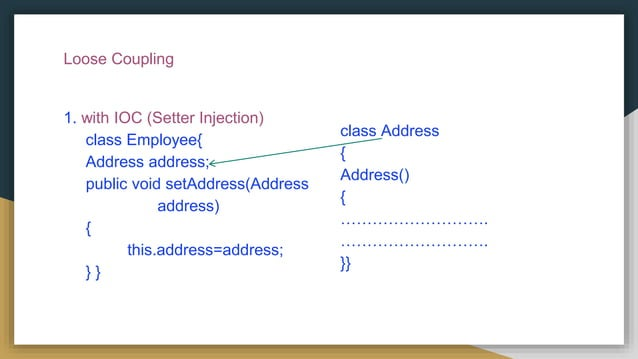 Loose Coupling
1. with IOC (Setter Injection)
class Employee{
Address address;
public void setAddress(Address
address)
{
this.address=address;
} }
class Address
{
Address()
{
……………………….
……………………….
}}